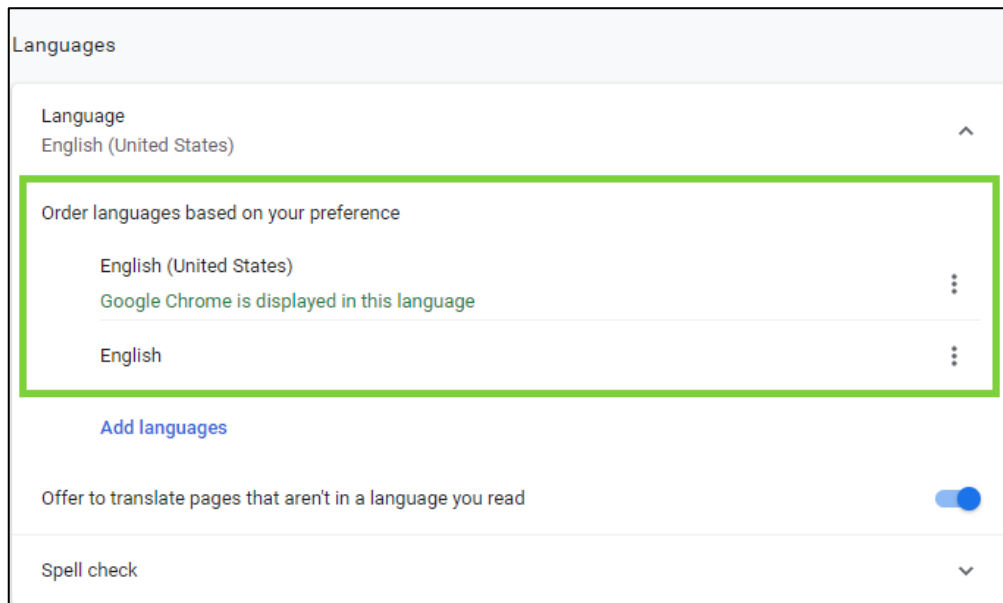 Languages
Language
English (United States)
Order languages based on your preference
English (United States)
Google Chrome is displayed in this language
English
Add languages
Offer to translate pages that aren't in a language you read
Spell check